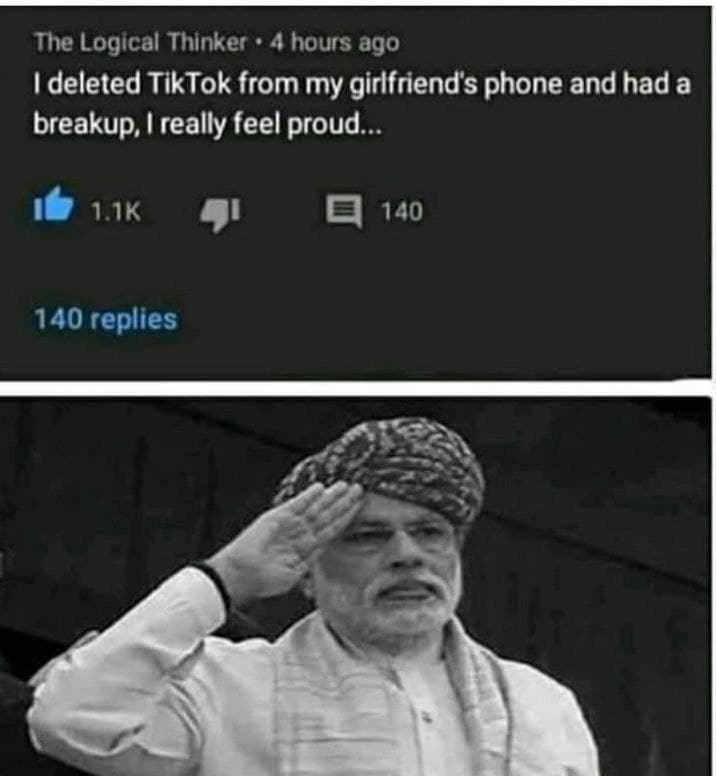 The Logical Thinker • 4 hours ago
I deleted TikTok from my girlfriend's phone and had a
breakup, I really feel proud...
1.1K 140
140 replies